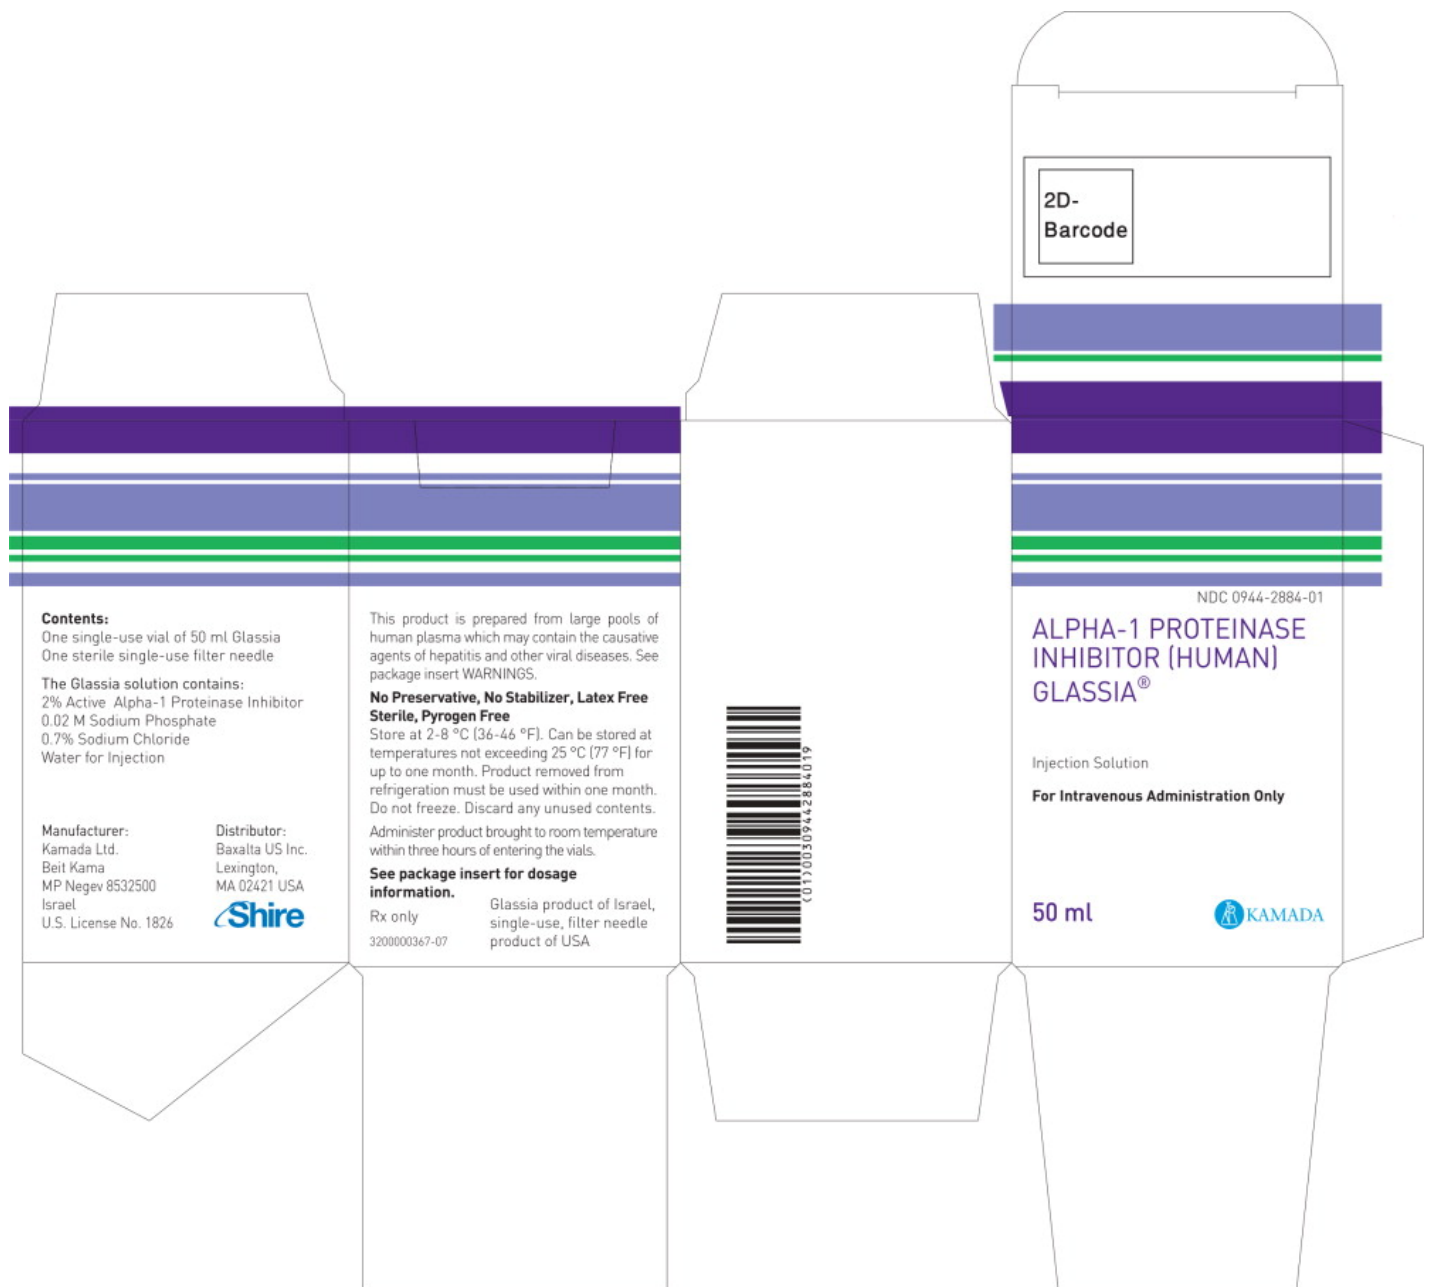 2D-
Barcode
Contents:
One single-use vial of 50 ml Glassia
One sterile single-use filter needle
The Glassia solution contains:
2% Active Alpha-1 Proteinase Inhibitor
0.02 M Sodium Phosphate
0.7% Sodium Chloride
Water for Injection
Manufacturer:
Kamada Ltd.
Beit Kama
MP Negev 8532500
Israel
U.S. License No. 1826
Distributor:
Baxalta US Inc.
Lexington,
MA 02421 USA
Shire
This product is prepared from large pools of
human plasma which may contain the causative
agents of hepatitis and other viral diseases. See
package insert WARNINGS.
No Preservative, No Stabilizer, Latex Free
Sterile, Pyrogen Free
Store at 2-8 °C (36-46 °F). Can be stored at
temperatures not exceeding 25 °C (77 °F) for
up to one month. Product removed from
refrigeration must be used within one month.
Do not freeze. Discard any unused contents.
Administer product brought to room temperature
within three hours of entering the vials.
See package insert for dosage
information.
Rx only
3200000367-07
Glassia product of Israel,
single-use, filter needle
product of USA
(01)00309442884019
NDC 0944-2884-01
ALPHA-1 PROTEINASE
INHIBITOR (HUMAN)
GLASSIA®
Injection Solution
For Intravenous Administration Only
50 ml
KAMADA